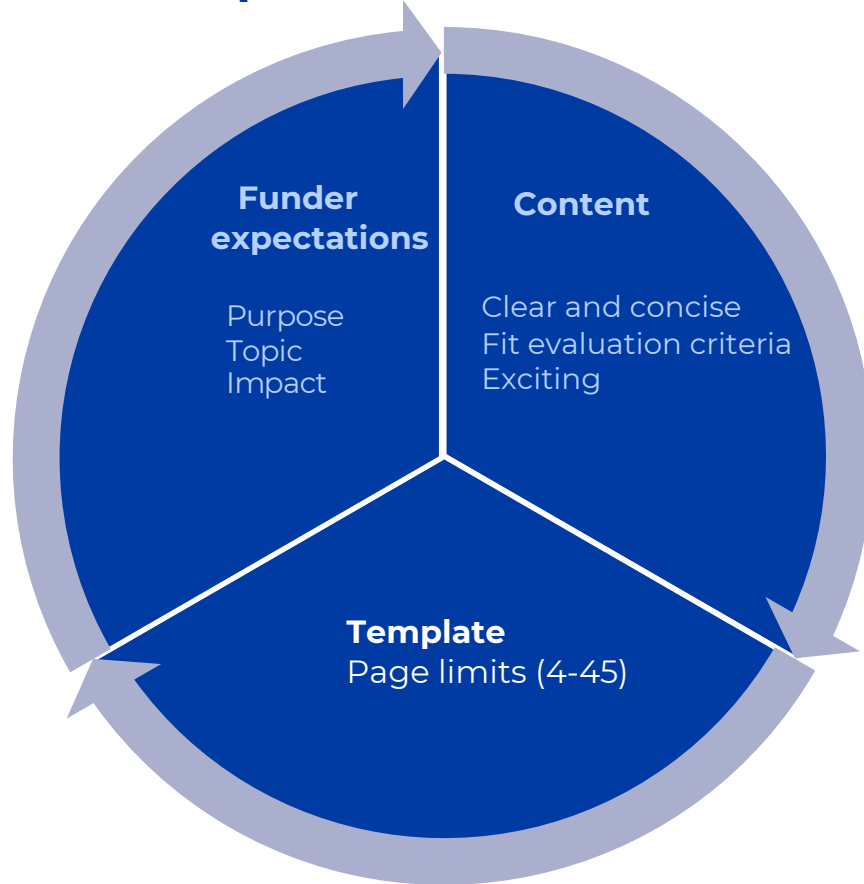 Funder
expectations
Purpose
Topic
Impact
Content
Clear and concise
Fit evaluation criteria
Exciting
Template
Page limits (4-45)